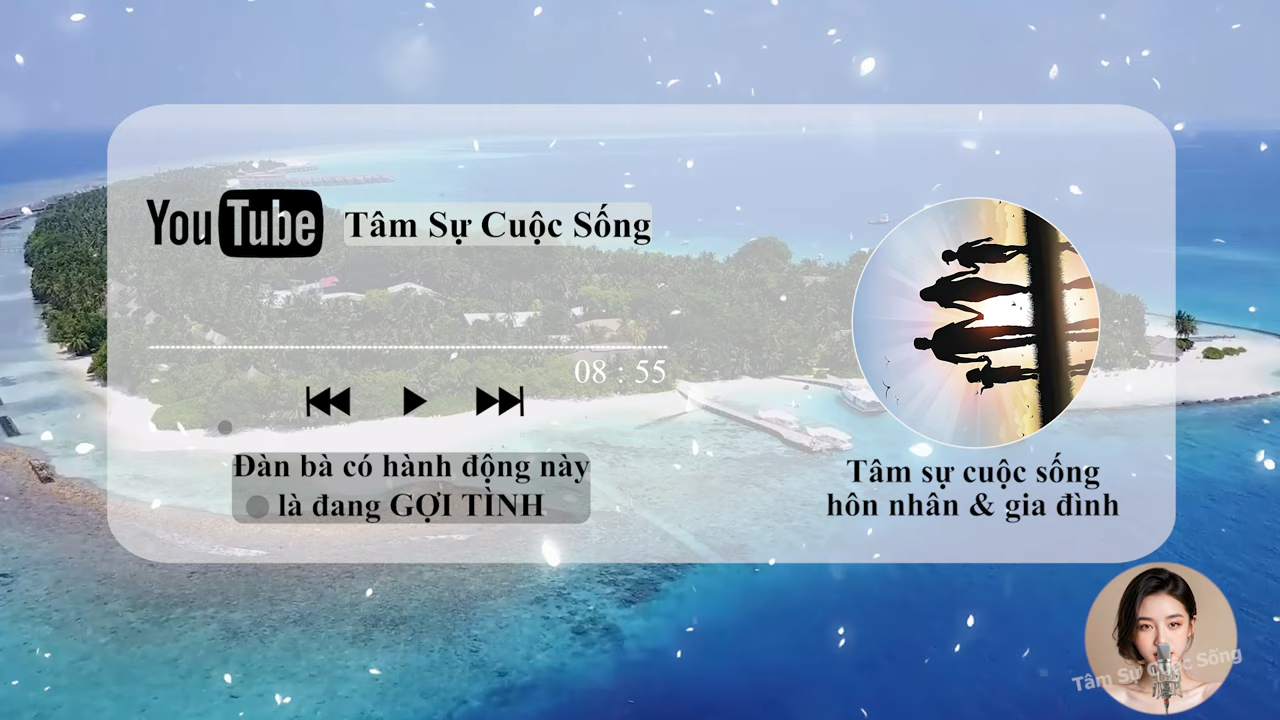 YouTube Tâm Sự Cuộc Sống
08 : 55
Đàn bà có hành động này
là đang GỢI TÌNH
Tâm sự cuộc sống
hôn nhân & gia đình
Tâm Sự Cuộc Sống